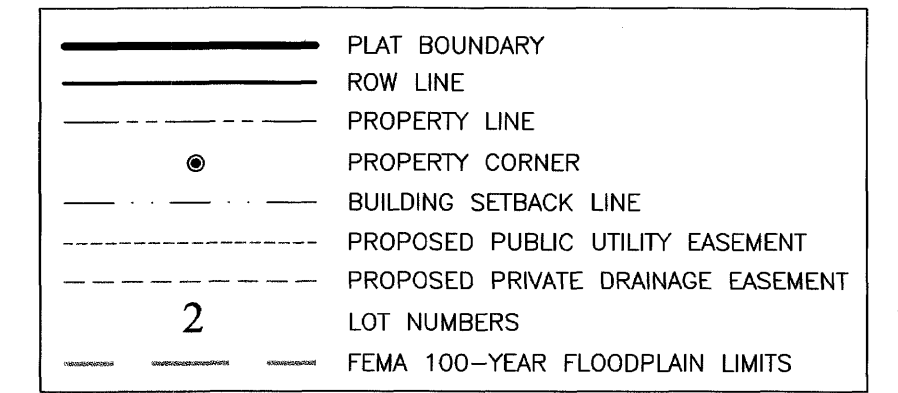 PLAT BOUNDARY
ROW LINE
PROPERTY LINE
PROPERTY CORNER
BUILDING SETBACK LINE
PROPOSED PUBLIC UTILITY EASEMENT
PROPOSED PRIVATE DRAINAGE EASEMENT
2 LOT NUMBERS
FEMA 100-YEAR FLOODPLAIN LIMITS